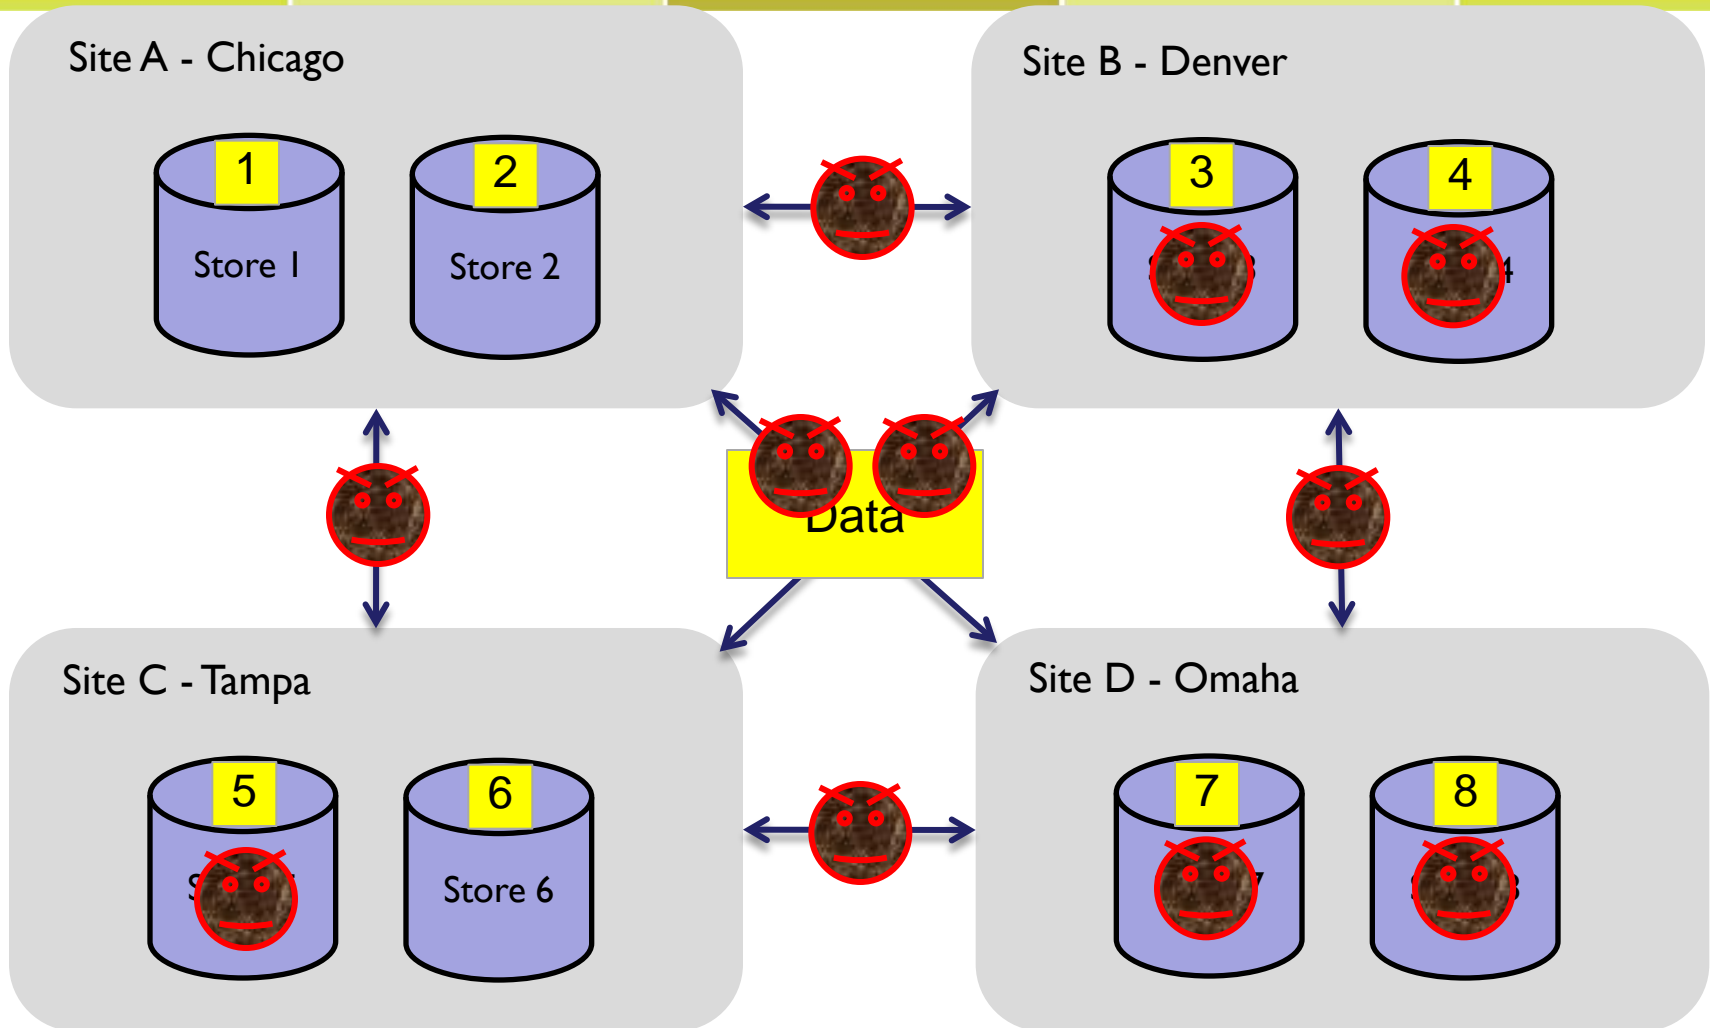 Site A - Chicago
Site B - Denver
1
2
3
4
Store 1
Store 2
Data
Site C - Tampa
Site D - Omaha
5
6
7
8
Store 6